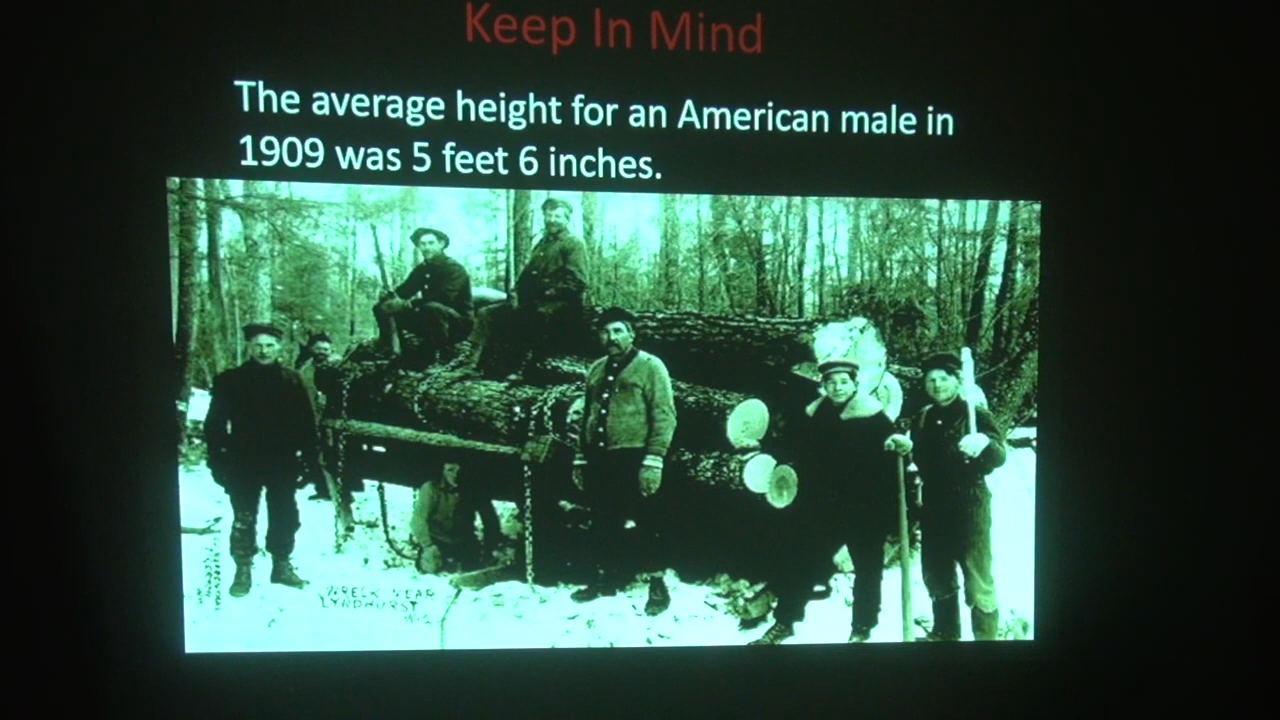 Keep In Mind
The average height for an American male in
1909 was 5 feet 6 inches.
WRECK NEAR
LYNDHURST
WIS